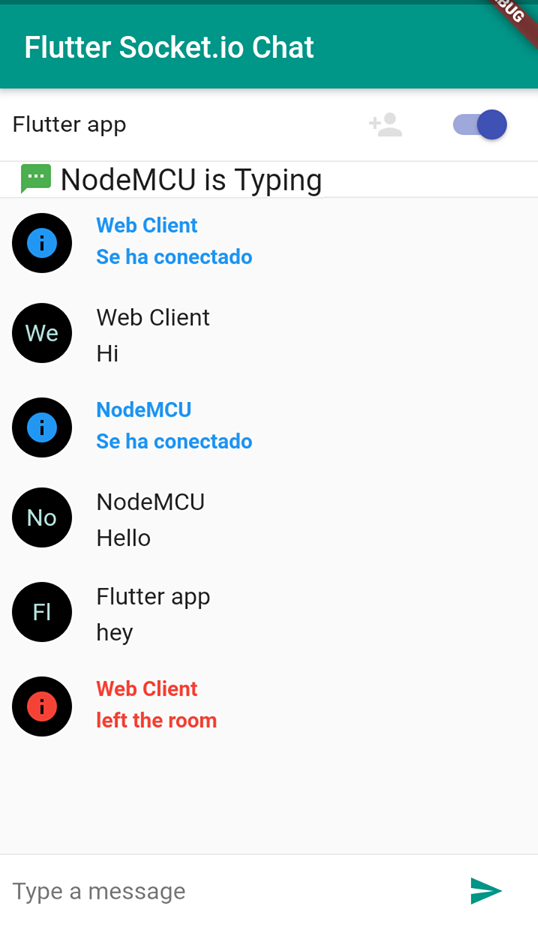 Flutter Socket.io Chat
Flutter app
NodeMCU is Typing
Web Client
Se ha conectado
We
Web Client
Hi
NodeMCU
Se ha conectado
No
NodeMCU
Hello
Fl
Flutter app
hey
Web Client
left the room
Type a message